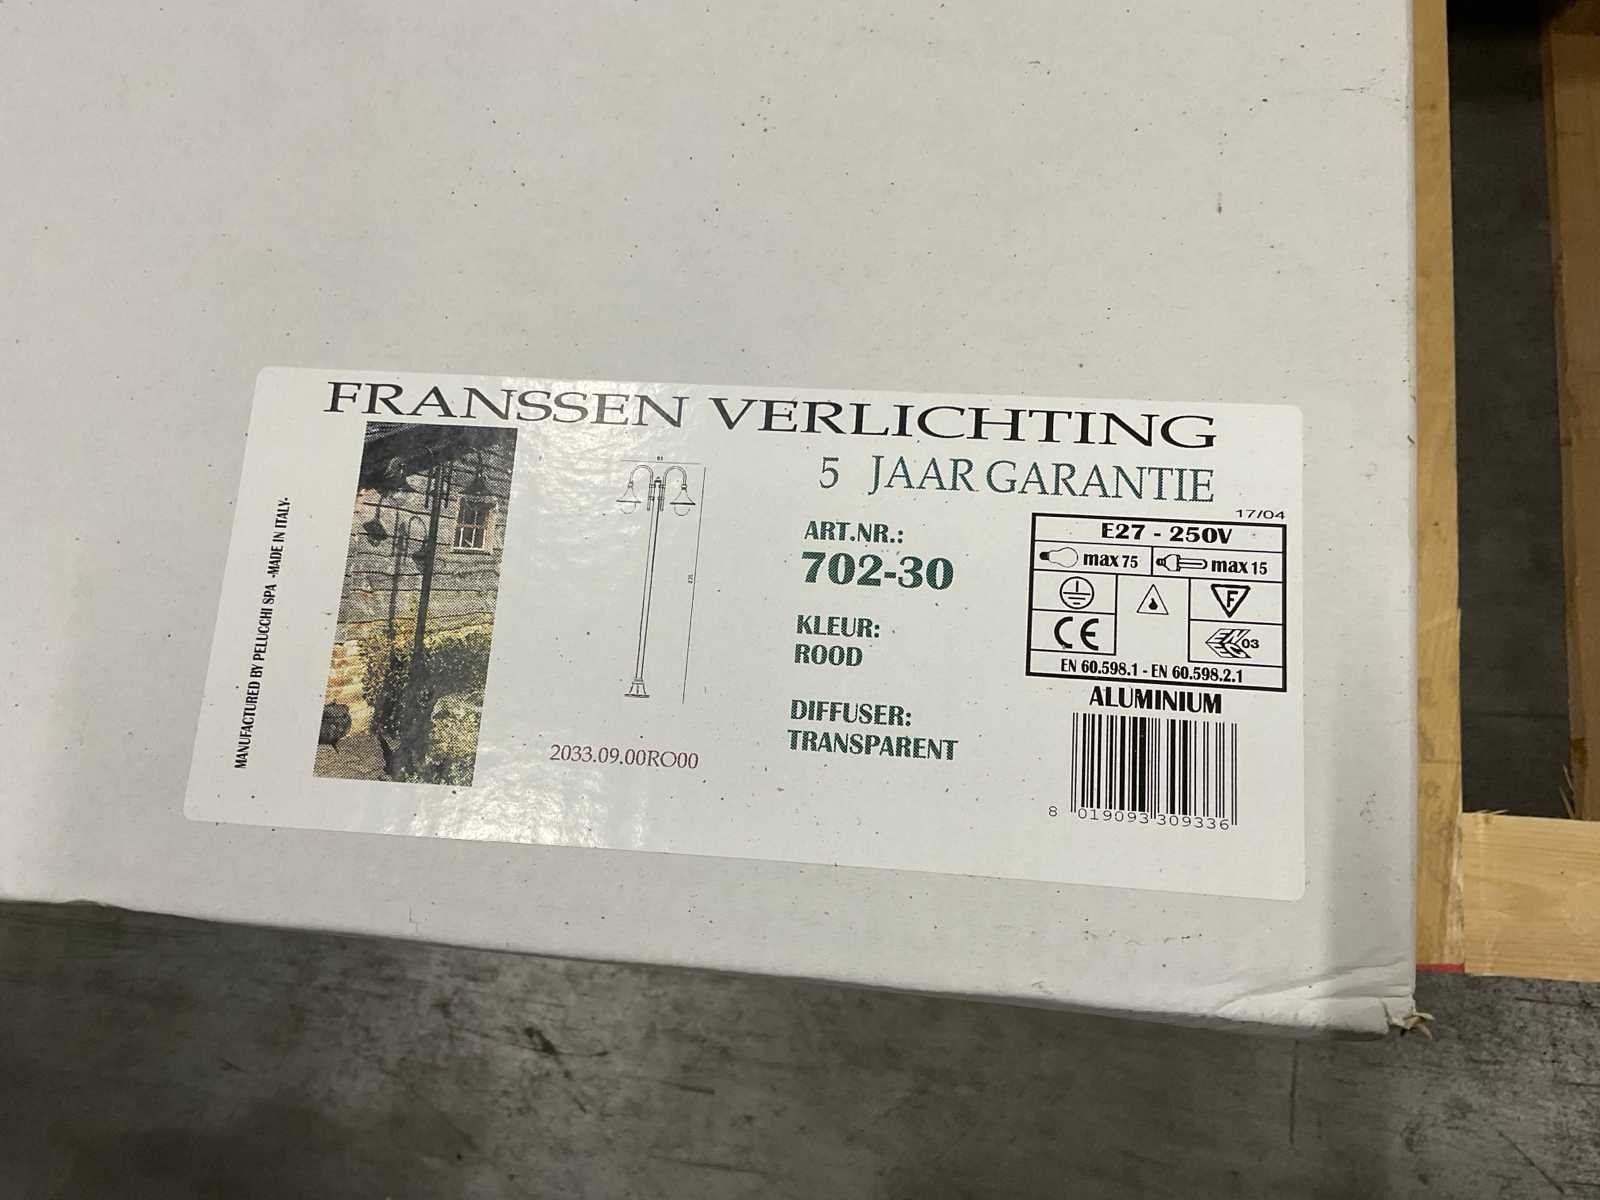 FRANSSEN VERLICHTING
5 JAAR GARANTIE
17/04
MANUFACTURED BY PELUCCHI SPA -MADE IN ITALY.
2033.09.00RO00
ART.NR.:
702-30
KLEUR:
ROOD
DIFFUSER:
TRANSPARENT
E27 - 250V
max 75
max 15
F
CE
03
EN 60.598.1 - EN 60.598.2.1
ALUMINIUM
8 019093 309336